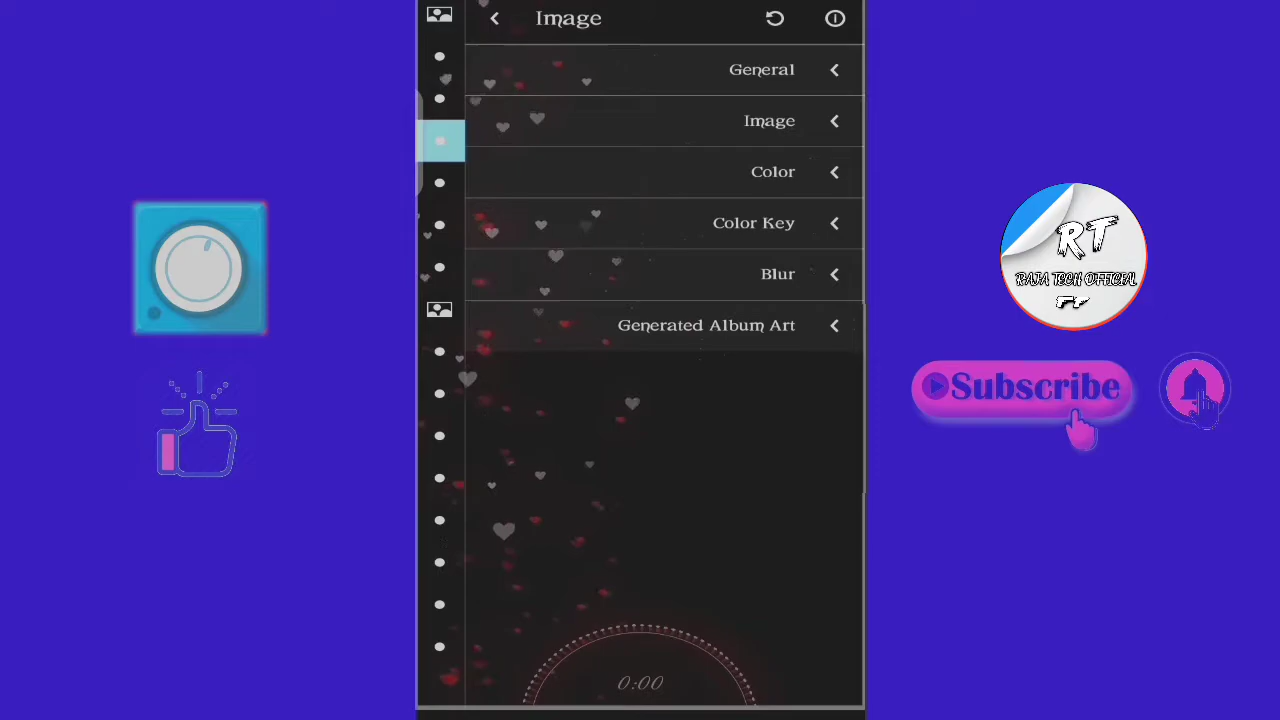 Image
General
Image
Color
Color Key
Blur
Generated Album Art
0:00
RT
RAJA TECH OFFICIAL
Subscribe